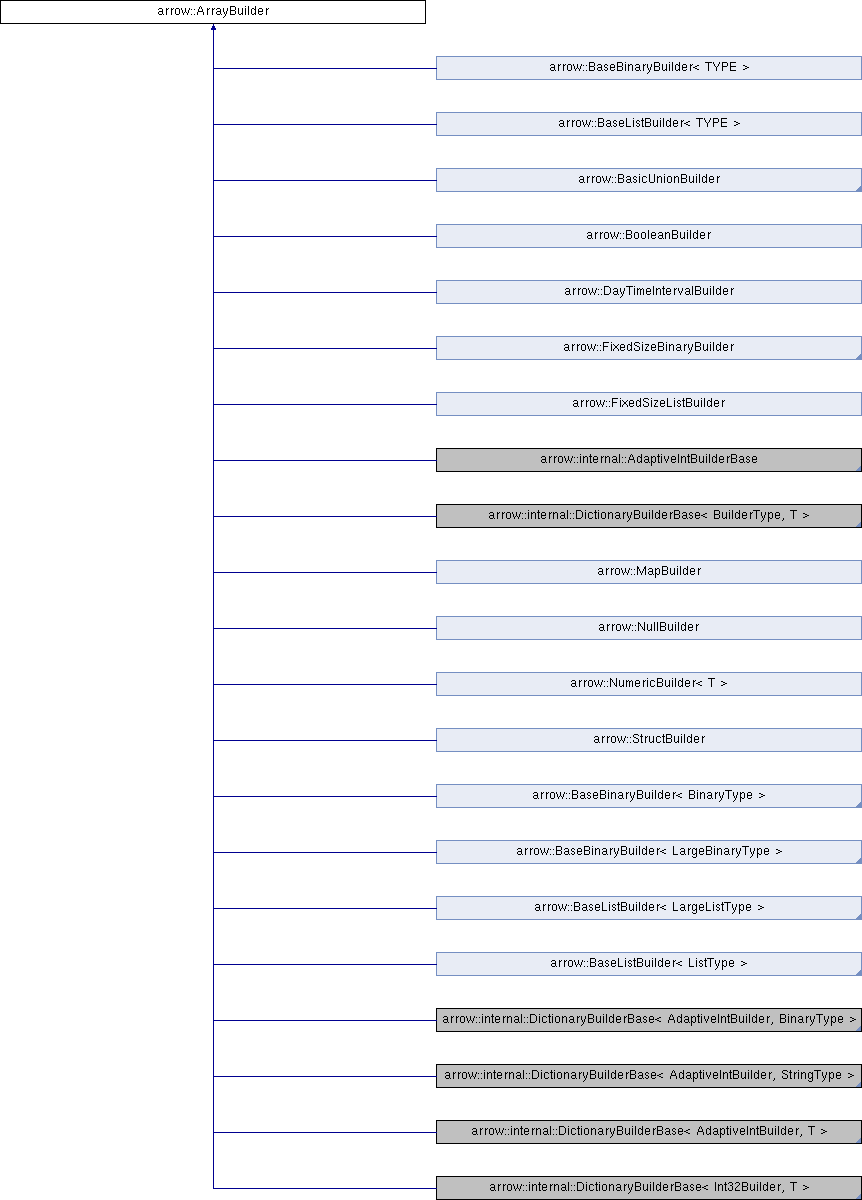 arrow::ArrayBuilder
arrow::BaseBinaryBuilder< TYPE >
arrow::BaseListBuilder< TYPE >
arrow::BasicUnionBuilder
arrow::BooleanBuilder
arrow::DayTimeIntervalBuilder
arrow::FixedSizeBinaryBuilder
arrow::FixedSizeListBuilder
arrow::internal::AdaptiveIntBuilderBase
arrow::internal::DictionaryBuilderBase< BuilderType, T >
arrow::MapBuilder
arrow::NullBuilder
arrow::NumericBuilder< T >
arrow::StructBuilder
arrow::BaseBinaryBuilder< BinaryType >
arrow::BaseBinaryBuilder< LargeBinaryType >
arrow::BaseListBuilder< LargeListType >
arrow::BaseListBuilder< ListType >
arrow::internal::DictionaryBuilderBase< AdaptiveIntBuilder, BinaryType >
arrow::internal::DictionaryBuilderBase< AdaptiveIntBuilder, StringType >
arrow::internal::DictionaryBuilderBase< AdaptiveIntBuilder, T >
arrow::internal::DictionaryBuilderBase< Int32Builder, T >